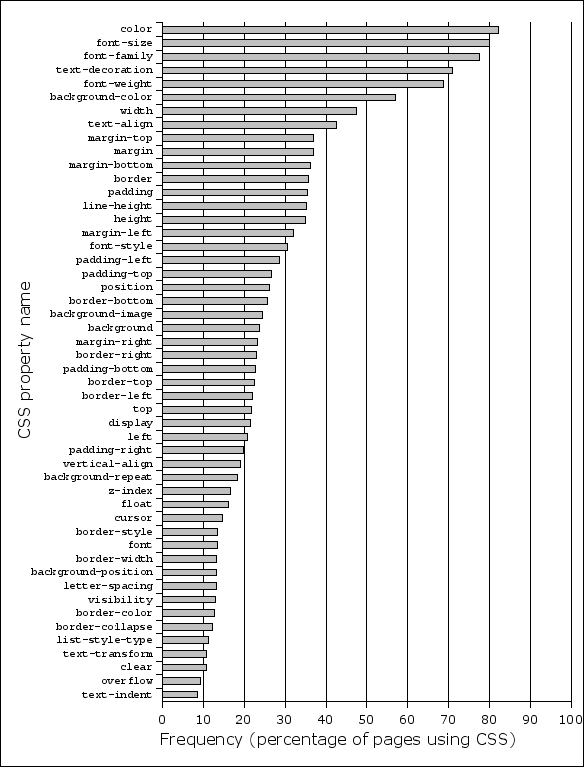 color
font-size
font-family
text-decoration
font-weight
background-color
width
text-align
margin-top
margin
margin-bottom
border
padding
line-height
height
margin-left
font-style
padding-left
padding-top
position
border-bottom
background-image
background
margin-right
border-right
padding-bottom
border-top
border-left
top
display
left
padding-right
vertical-align
background-repeat
z-index
float
cursor
border-style
font
border-width
background-position
letter-spacing
visibility
border-color
border-collapse
list-style-type
text-transform
clear
overflow
text-indent
CSS property name
0 10 20 30 40 50 60 70 80 90 100
Frequency (percentage of pages using CSS)